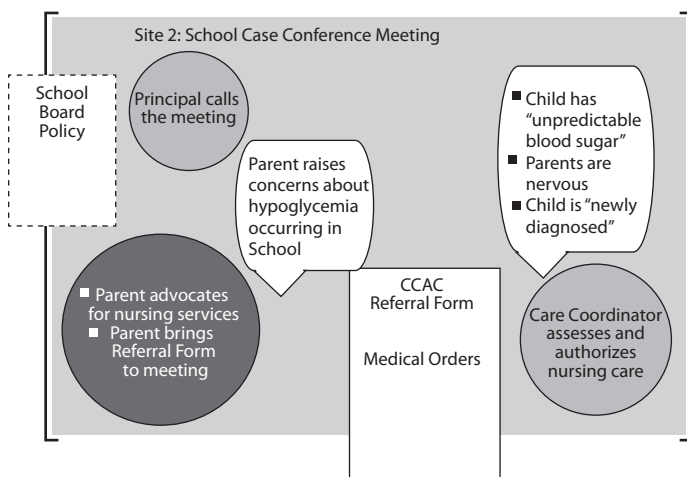 Site 2: School Case Conference Meeting
School
Board
Policy
Principal calls
the meeting
Parent raises
concerns about
hypoglycemia
occurring in
School
■ Child has
“unpredictable
blood sugar”
■ Parents are
nervous
■ Child is “newly
diagnosed”
■ Parent advocates
for nursing services
■ Parent brings
Referral Form
to meeting
CCAC
Referral Form
Medical Orders
Care Coordinator
assesses and
authorizes
nursing care